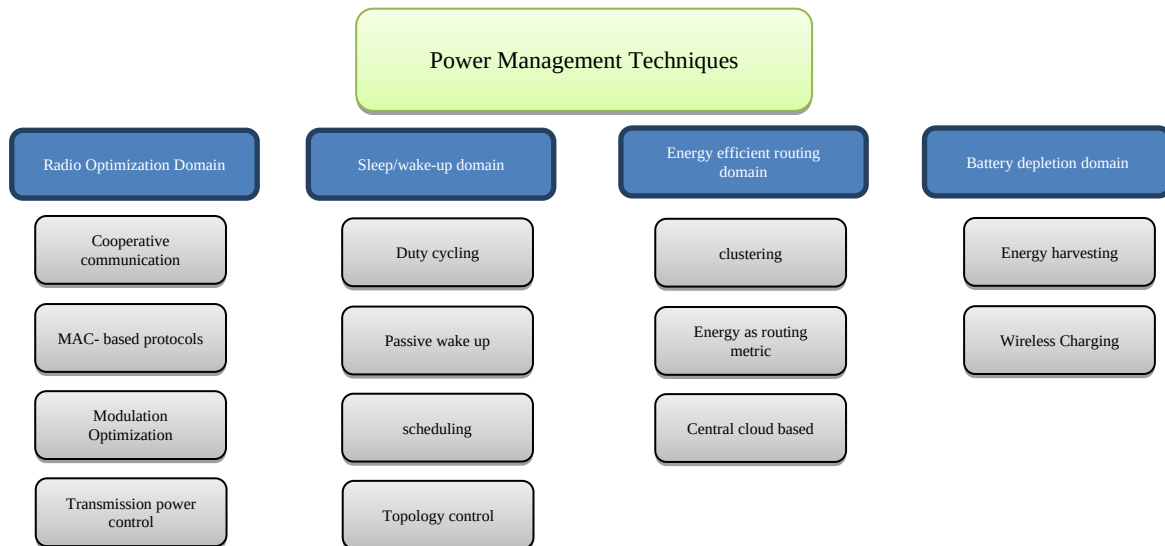 Power Management Techniques
Radio Optimization Domain
Cooperative
communication
MAC- based protocols
Modulation
Optimization
Transmission power
control
Sleep/wake-up domain
Duty cycling
Passive wake up
scheduling
Topology control
Energy efficient routing
domain
clustering
Energy as routing
metric
Central cloud based
Battery depletion domain
Energy harvesting
Wireless Charging